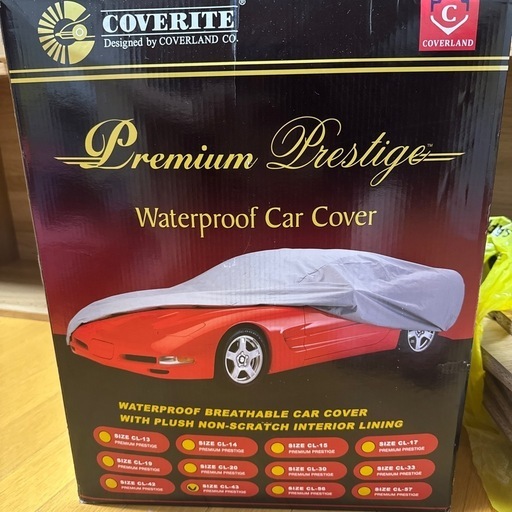 COVERITE®
Designed by COVERLAND CO.
C
COVERLAND
Premium Prestige™
Waterproof Car Cover
WATERPROOF BREATHABLE CAR COVER
WITH PLUSH NON-SCRATCH INTERIOR LINING
SIZE CL-13 SIZE CL-14 SIZE CL-15 SIZE CL-17
PREMIUM PRESTIGE PREMIUM PRESTIGE PREMIUM PRESTIGE PREMIUM PRESTIGE
SIZE CL-19 SIZE CL-20 SIZE CL-30 SIZE CL-33
PREMIUM PRESTIGE PREMIUM PRESTIGE PREMIUM PRESTIGE PREMIUM PRESTIGE
SIZE CL-42 SIZE CL-43 SIZE CL-57
PREMIUM PRESTIGE PREMIUM PRESTIGE PREMIUM PRESTIGE PREMIUM PRESTIGE